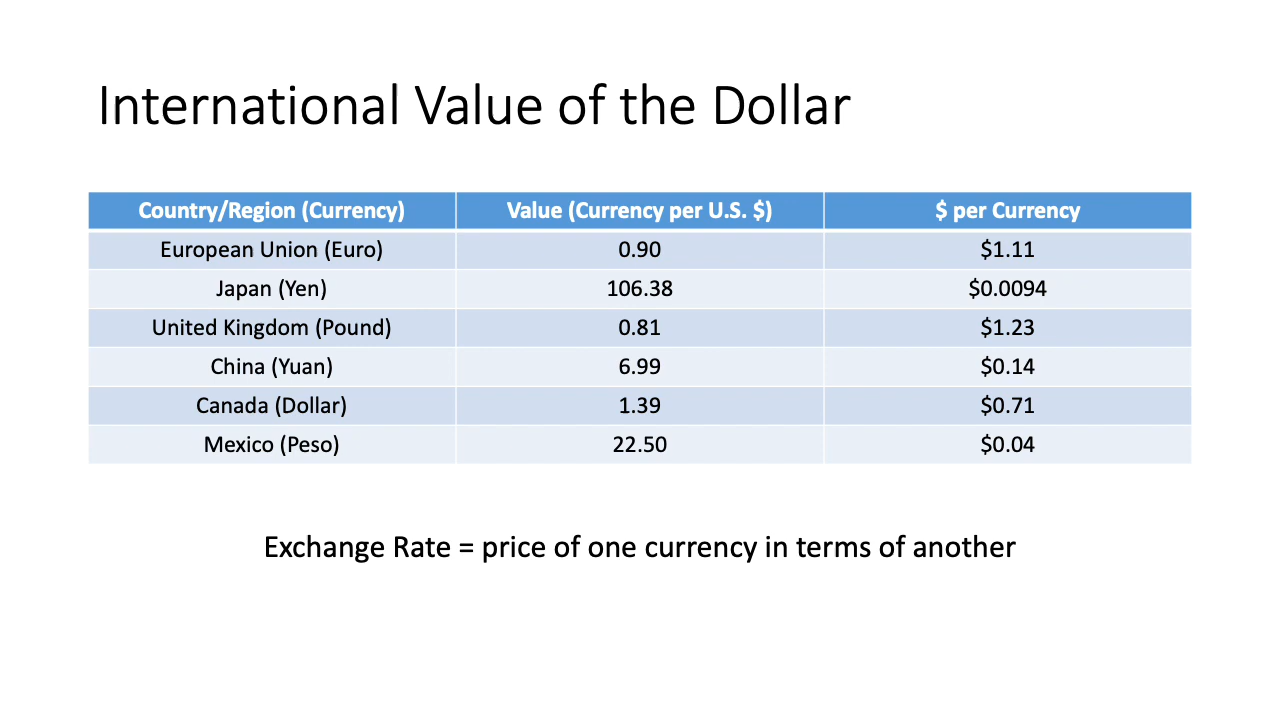 International Value of the Dollar
Country/Region (Currency) Value (Currency per U.S. $) $ per Currency
European Union (Euro) 0.90 $1.11
Japan (Yen) 106.38 $0.0094
United Kingdom (Pound) 0.81 $1.23
China (Yuan) 6.99 $0.14
Canada (Dollar) 1.39 $0.71
Mexico (Peso) 22.50 $0.04
Exchange Rate = price of one currency in terms of another